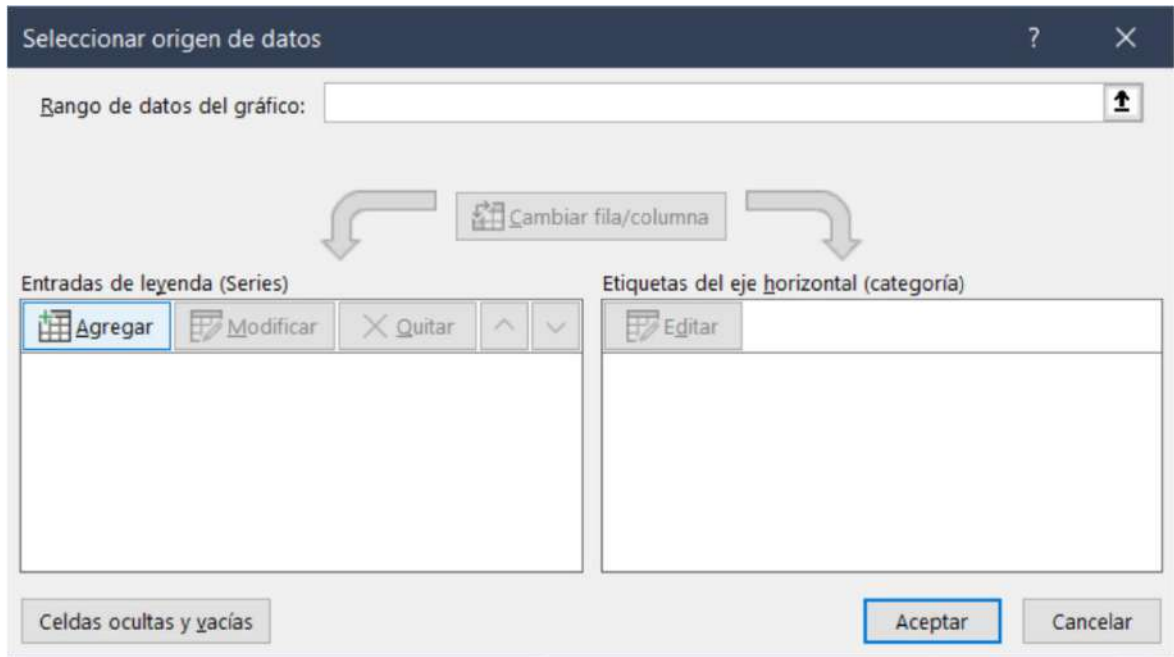 Seleccionar origen de datos
?
Rango de datos del gráfico:
Cambiar fila/columna
Entradas de leyenda (Series)
Etiquetas del eje horizontal (categoría)
Agregar
Modificar
Quitar
Editar
Celdas ocultas y vacías
Aceptar
Cancelar